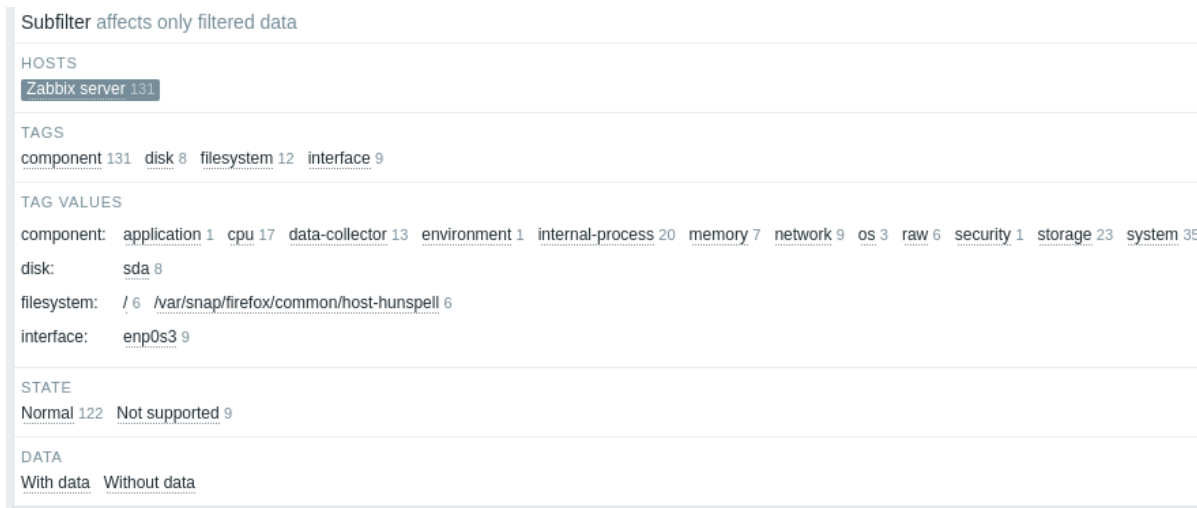 Subfilter affects only filtered data
HOSTS
Zabbix server 131
TAGS
component 131 disk 8 filesystem 12 interface 9
TAG VALUES
component: application 1 cpu 17 data-collector 13 environment 1 internal-process 20 memory 7 network 9 os 3 raw 6 security 1 storage 23 system 35
disk: sda 8
filesystem: / 6 /var/snap/firefox/common/host-hunspell 6
interface: enp0s3 9
STATE
Normal 122 Not supported 9
DATA
With data Without data